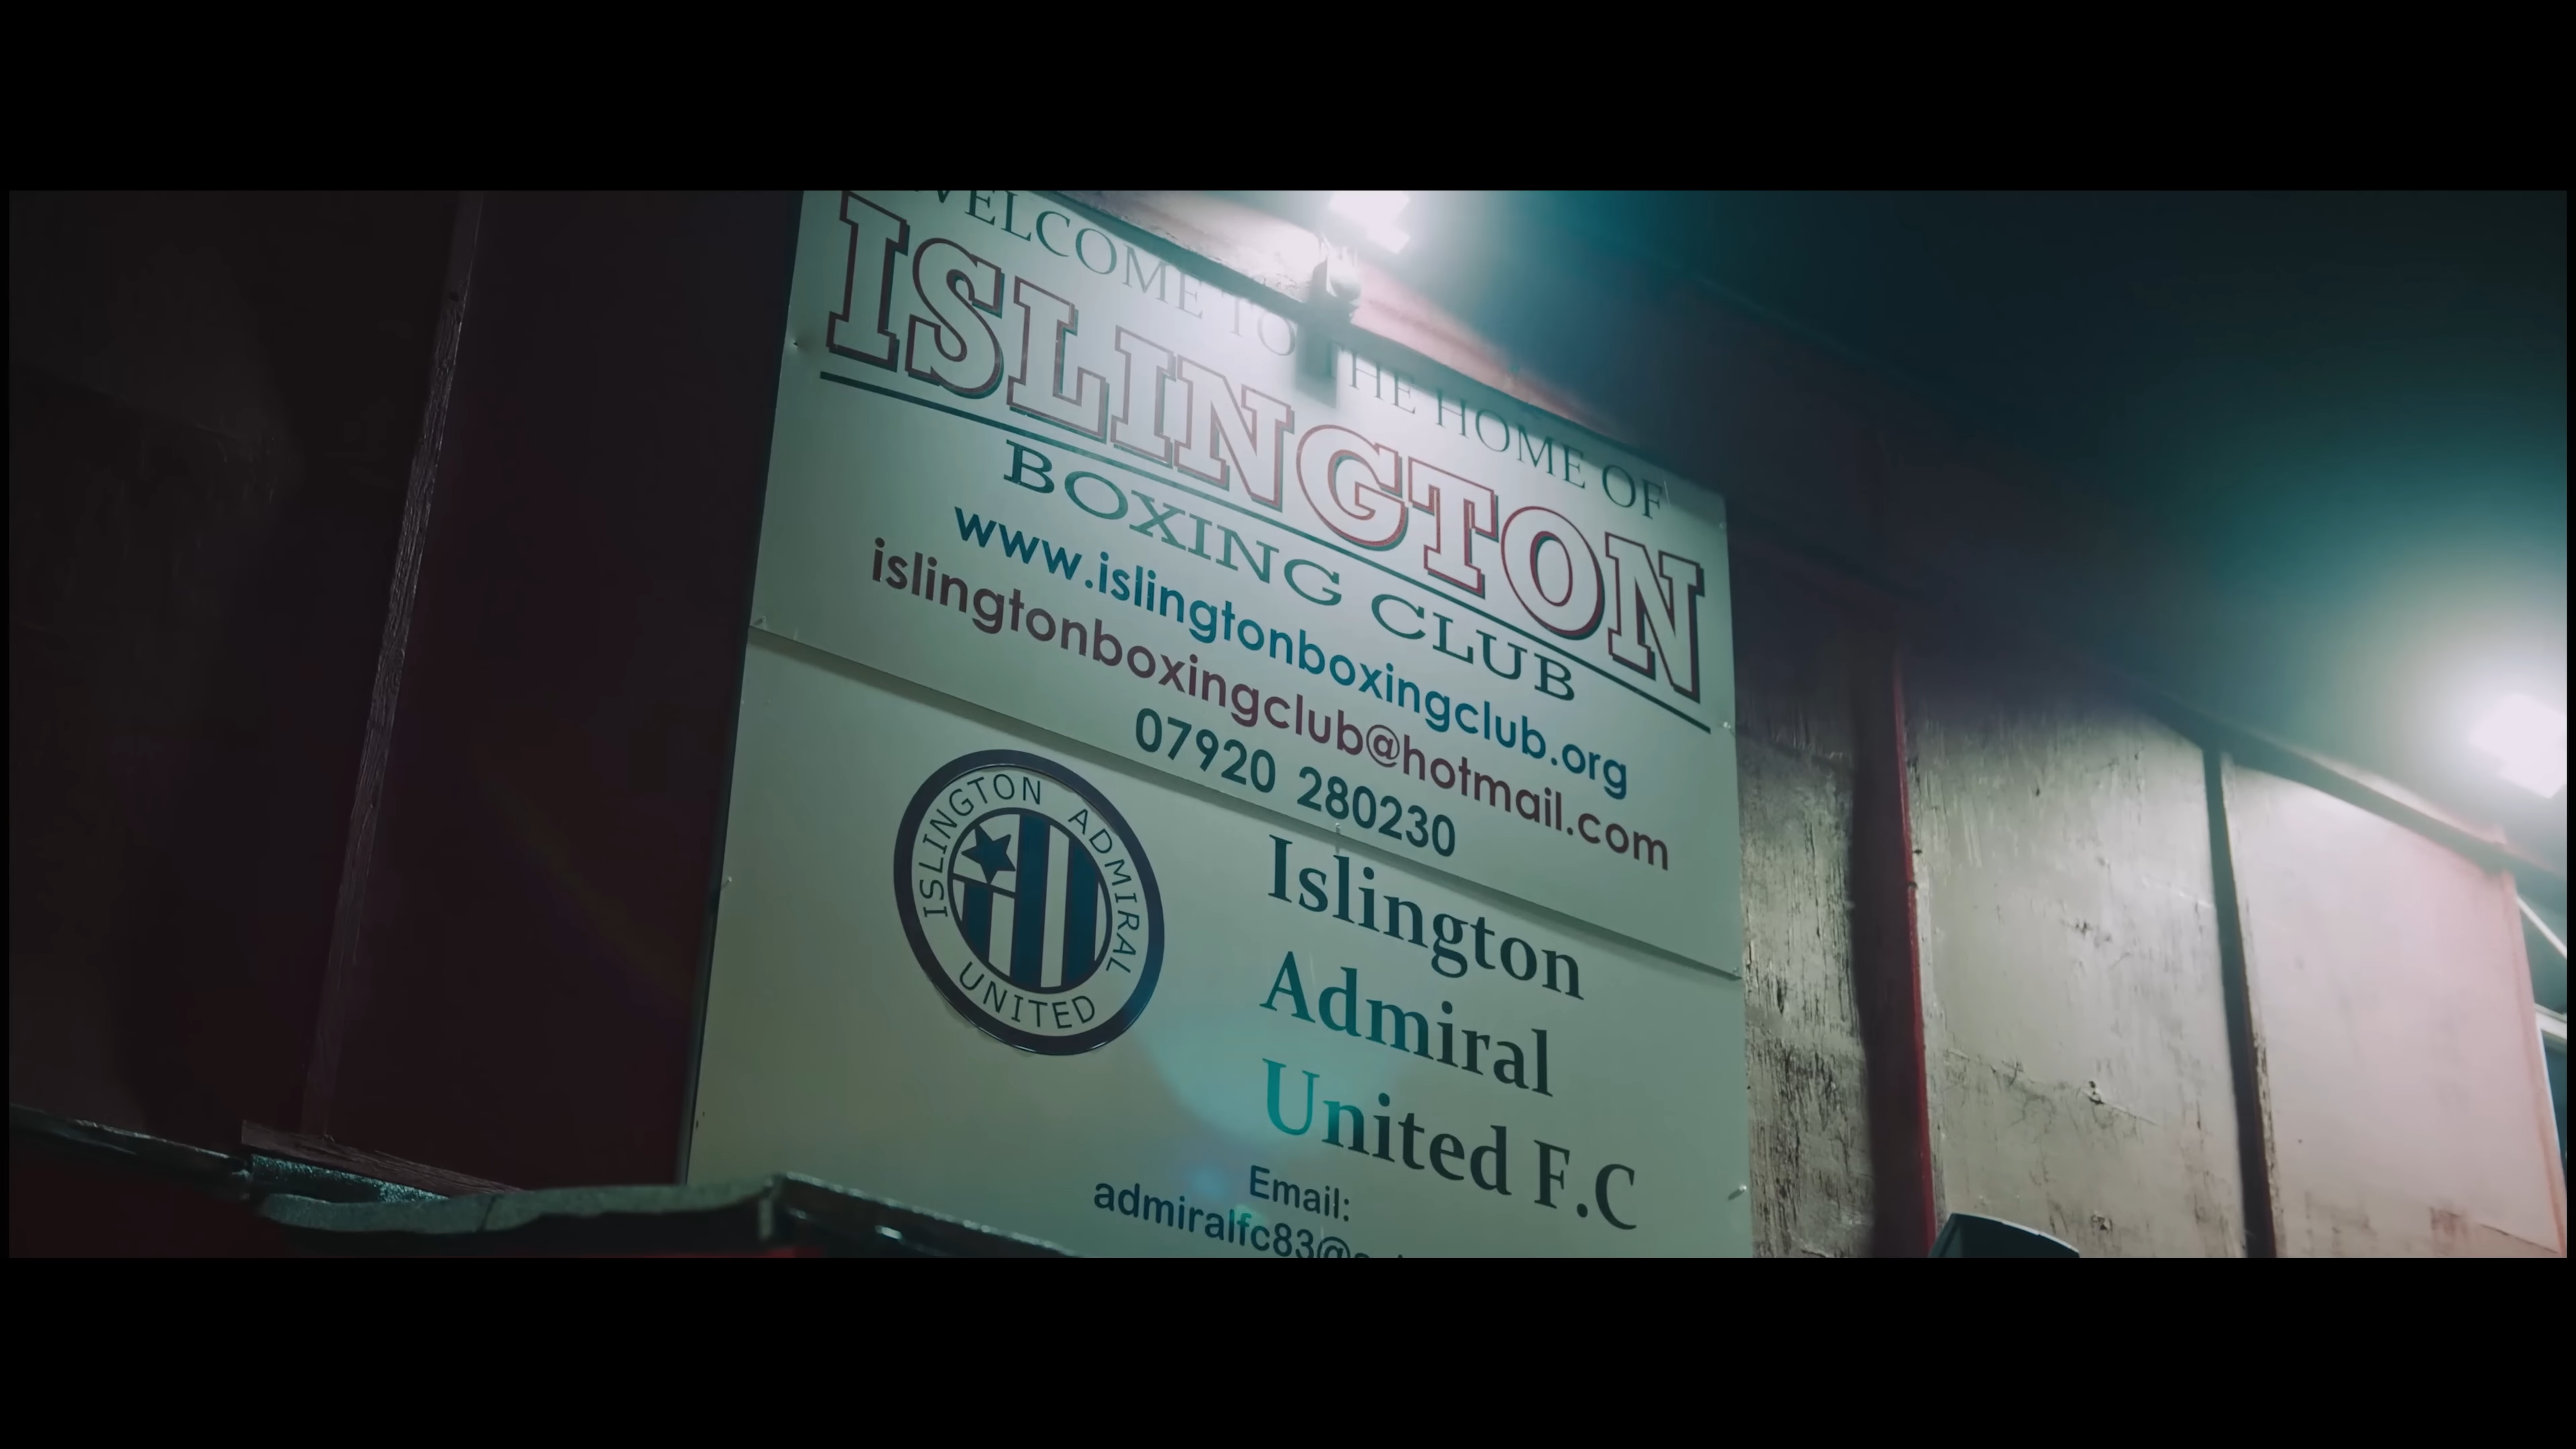 WELCOME TO THE HOME OF
ISLINGTON
BOXING CLUB
www.islingtonboxingclub.org
islingtonboxingclub@hotmail.com
07920 280230
ISLINGTON ADMIRAL
UNITED
Islington
Admiral
United F.C
Email: